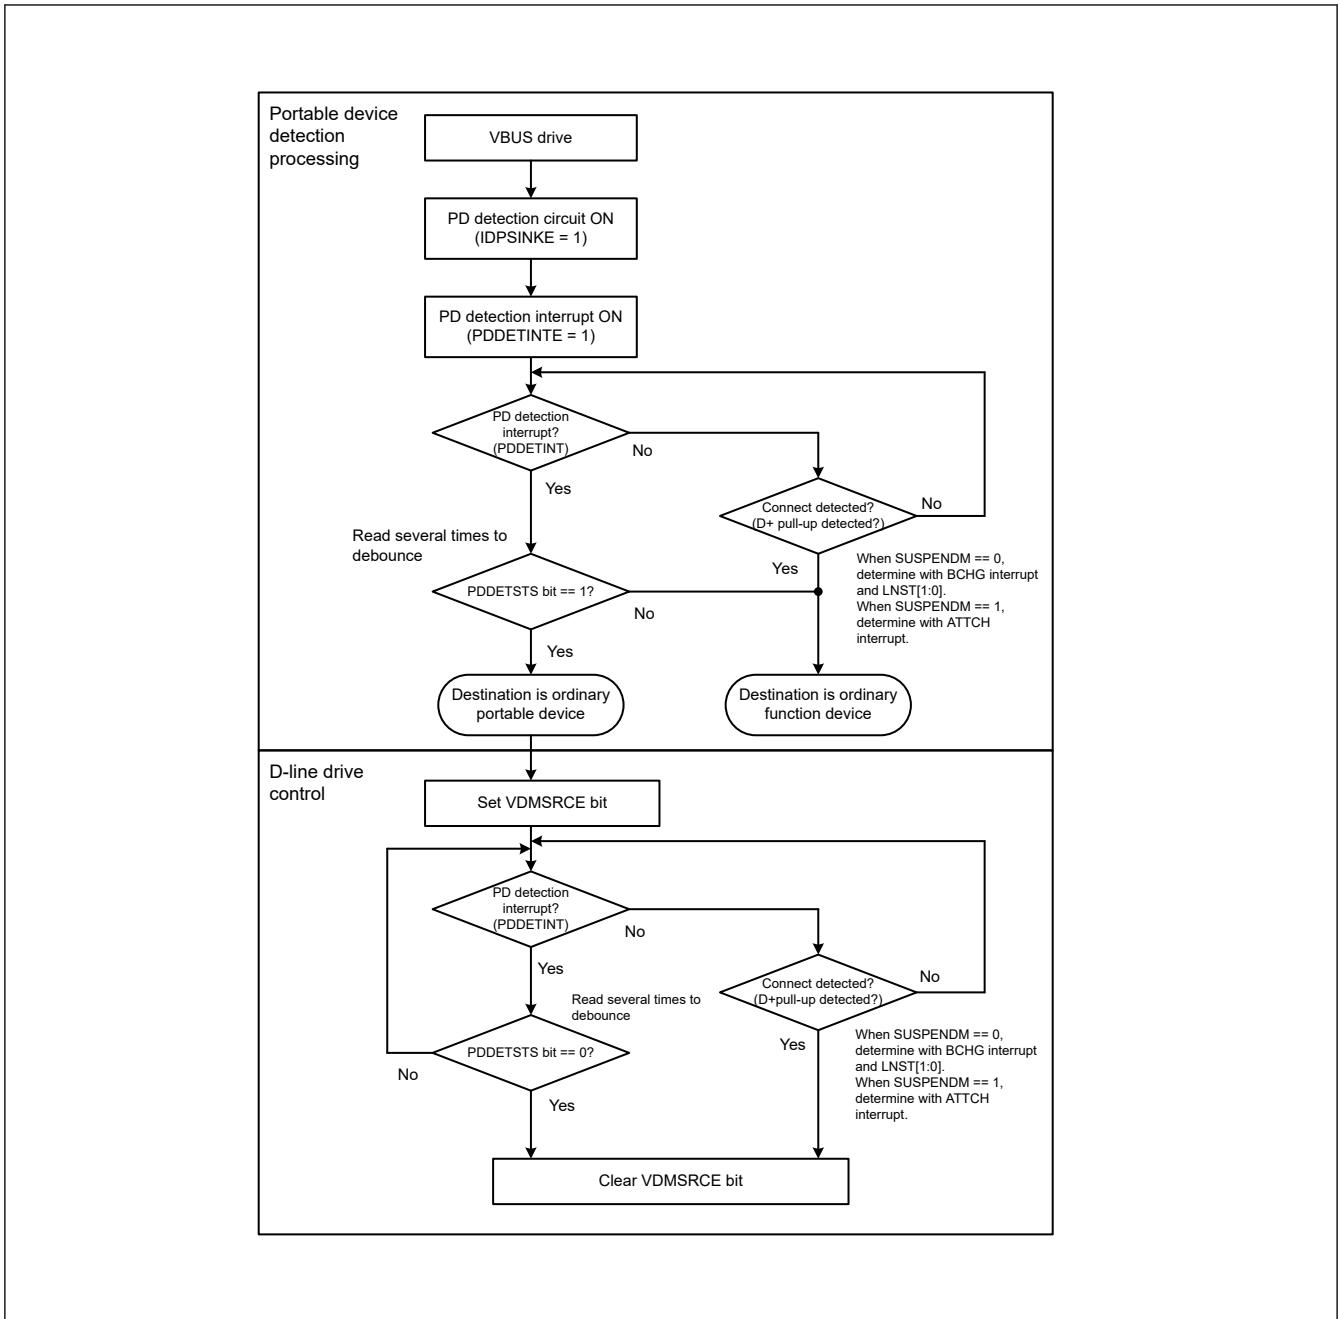 Portable device
detection
processing
VBUS drive
PD detection circuit ON
(IDPSINKE = 1)
PD detection interrupt ON
(PDDETINTE = 1)
PD detection
interrupt?
(PDDETINT)
No
Yes
Connect detected?
(D+ pull-up detected?)
No
Read several times to
debounce
Yes
When SUSPENDM == 0,
determine with BCHG interrupt
and LNST[1:0].
When SUSPENDM == 1,
determine with ATTCH
interrupt.
PDDETSTS bit == 1?
No
Yes
Destination is ordinary
portable device
Destination is ordinary
function device
D-line drive
control
Set VDMSRCE bit
PD detection
interrupt?
(PDDETINT)
No
Yes
Connect detected?
(D+pull-up detected?)
No
Read several times to
debounce
Yes
When SUSPENDM == 0,
determine with BCHG interrupt
and LNST[1:0].
When SUSPENDM == 1,
determine with ATTCH
interrupt.
PDDETSTS bit == 0?
No
Yes
Clear VDMSRCE bit